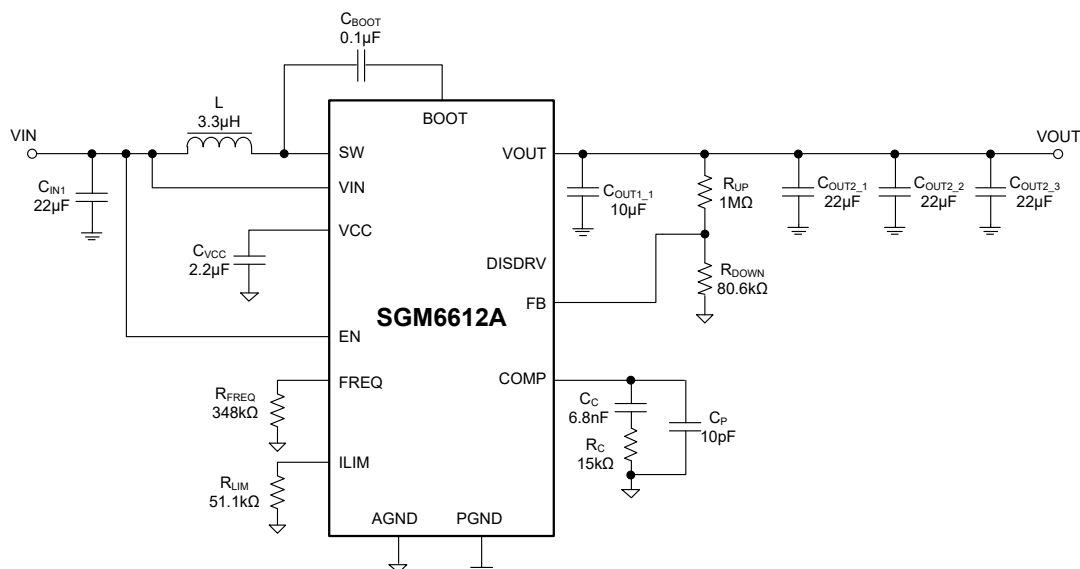 CBOOT
0.1µF
L
3.3µH
VIN
CIN1
22µF
BOOT
SW
VIN
VCC
CVCC
2.2µF
EN
FREQ
RFREQ
348kΩ
ILIM
RLIM
51.1kΩ
AGND
PGND
SGM6612A
VOUT
DISDRV
FB
COMP
COUT1_1
10µF
RUP
1MΩ
RDOWN
80.6kΩ
COUT2_1
22µF
COUT2_2
22µF
COUT2_3
22µF
VOUT
CC
6.8nF
RC
15kΩ
CP
10pF